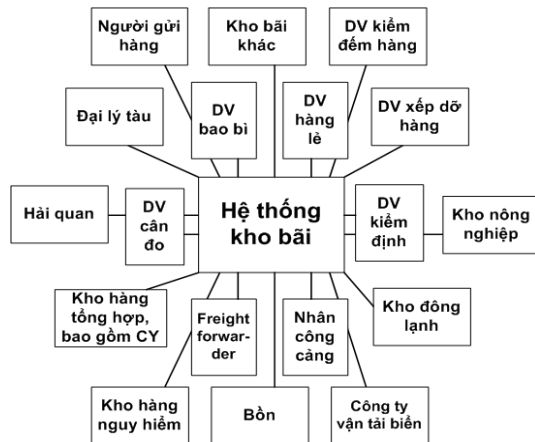 Người gửi
hàng
Kho bãi
khác
DV kiểm
đếm hàng
Đại lý tàu
DV
bao bì
DV
hàng
lẻ
DV xếp dỡ
hàng
Hải quan
DV
cân
đo
Hệ thống
kho bãi
DV
kiểm
định
Kho nông
nghiệp
Kho hàng
tổng hợp,
bao gồm CY
Freight
forwar-
der
Nhân
công
cảng
Kho đông
lạnh
Kho hàng
nguy hiểm
Bồn
Công ty
vận tải biển